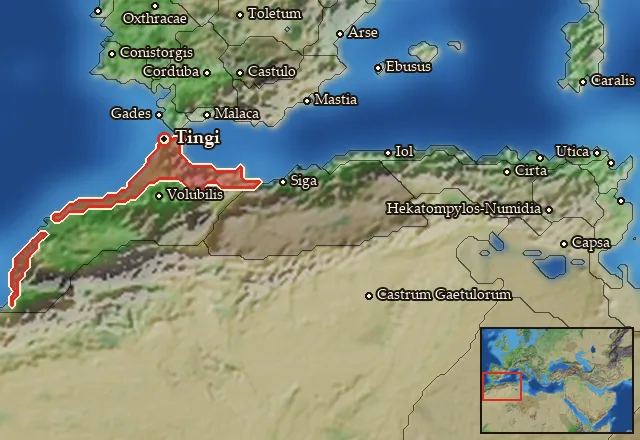 Oxthracae
Toletum
Arse
Conistorgis
Corduba
Castulo
Ebusus
Caralis
Mastia
Gades
Malaca
Tingi
Iol
Utica
Siga
Cirta
Volubilis
Hekatompylos-Numidia
Capsa
Castrum Gaetulorum